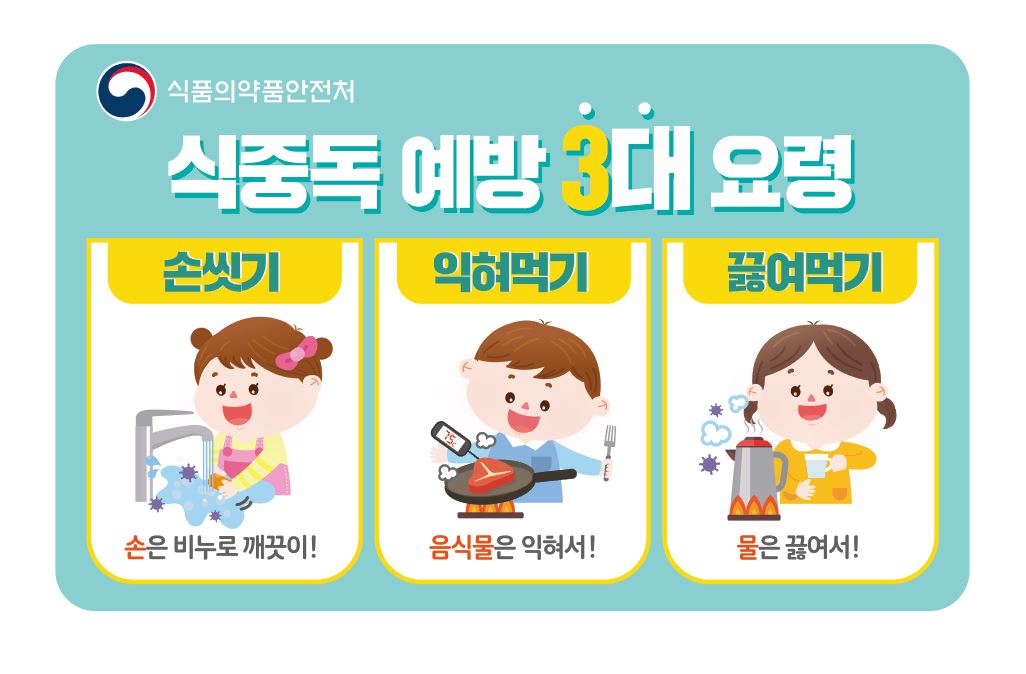 식품의약품안전처
식중독 예방 3대 요령
손씻기
익혀먹기
끓여먹기
75℃
손은 비누로 깨끗이!
음식물은 익혀서!
물은 끓여서!